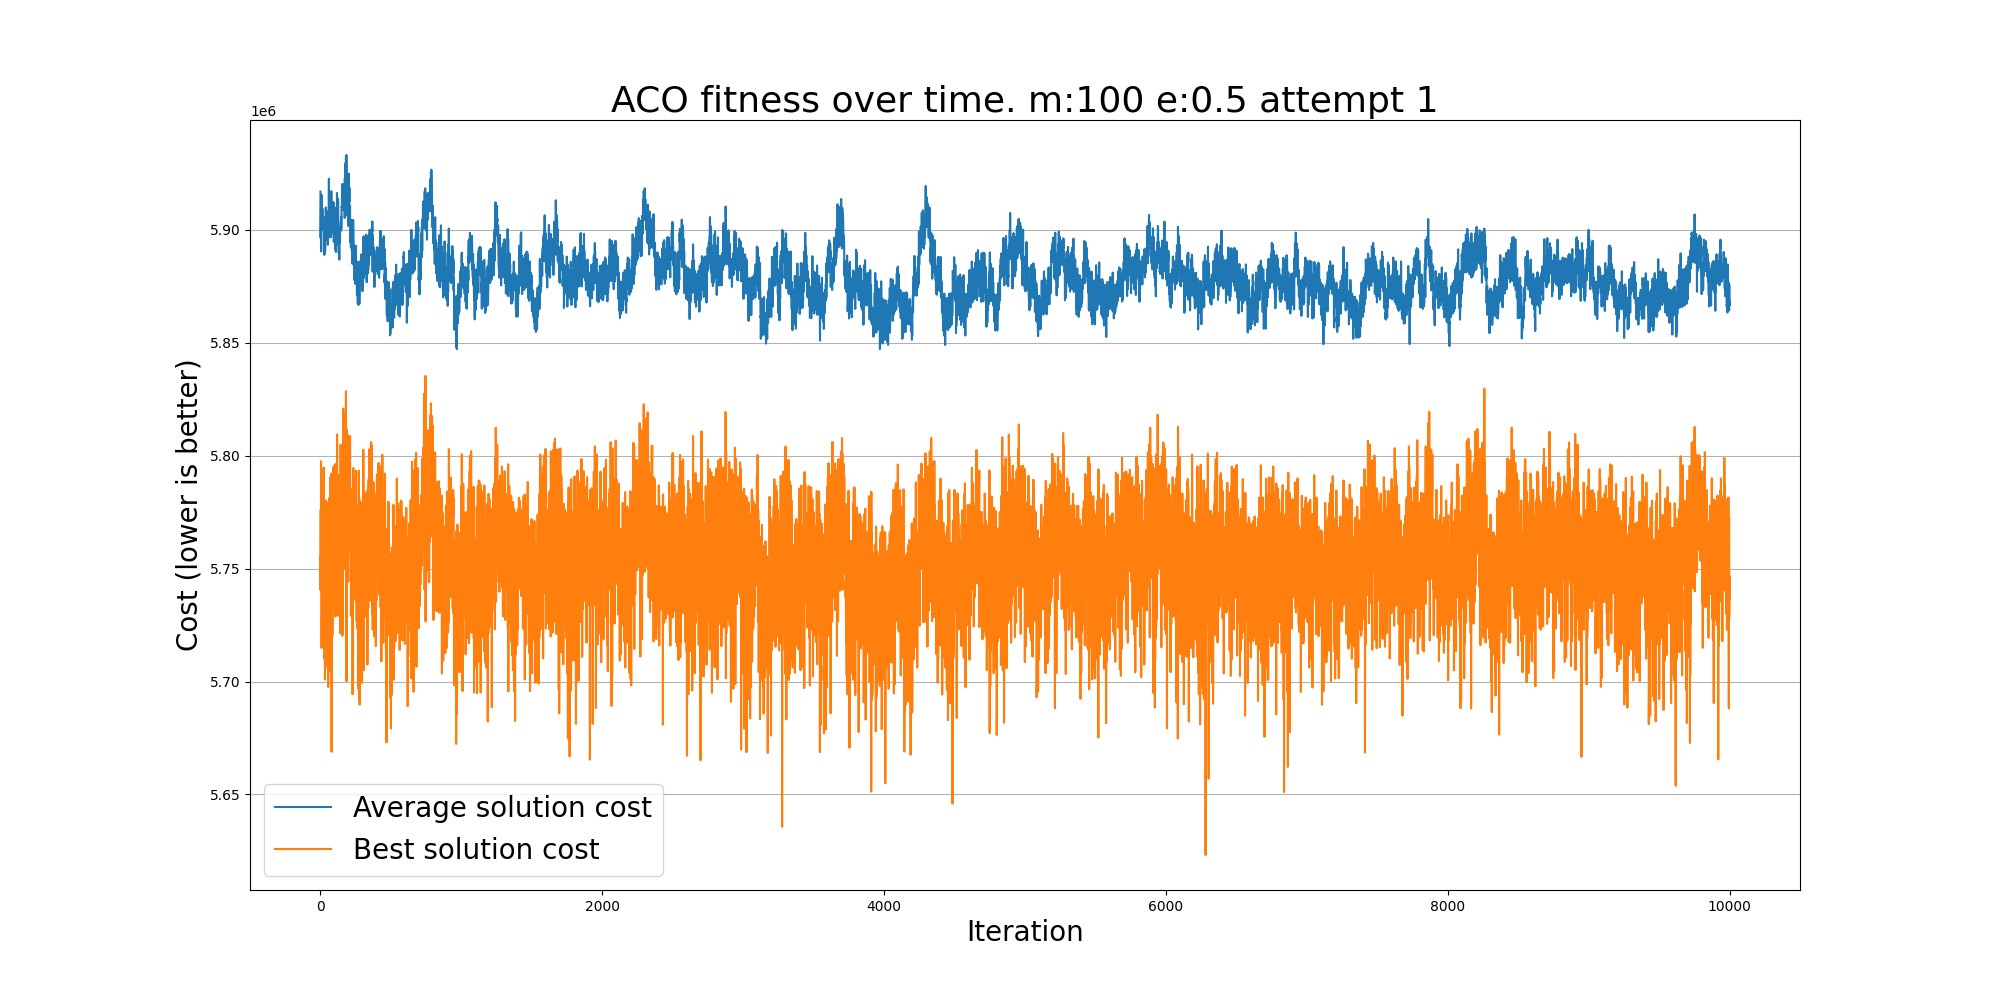 ACO fitness over time. m:100 e:0.5 attempt 1
1e6
5.90
5.85
5.80
5.75
5.70
5.65
Cost (lower is better)
Average solution cost
Best solution cost
0 2000 4000 6000 8000 10000
Iteration